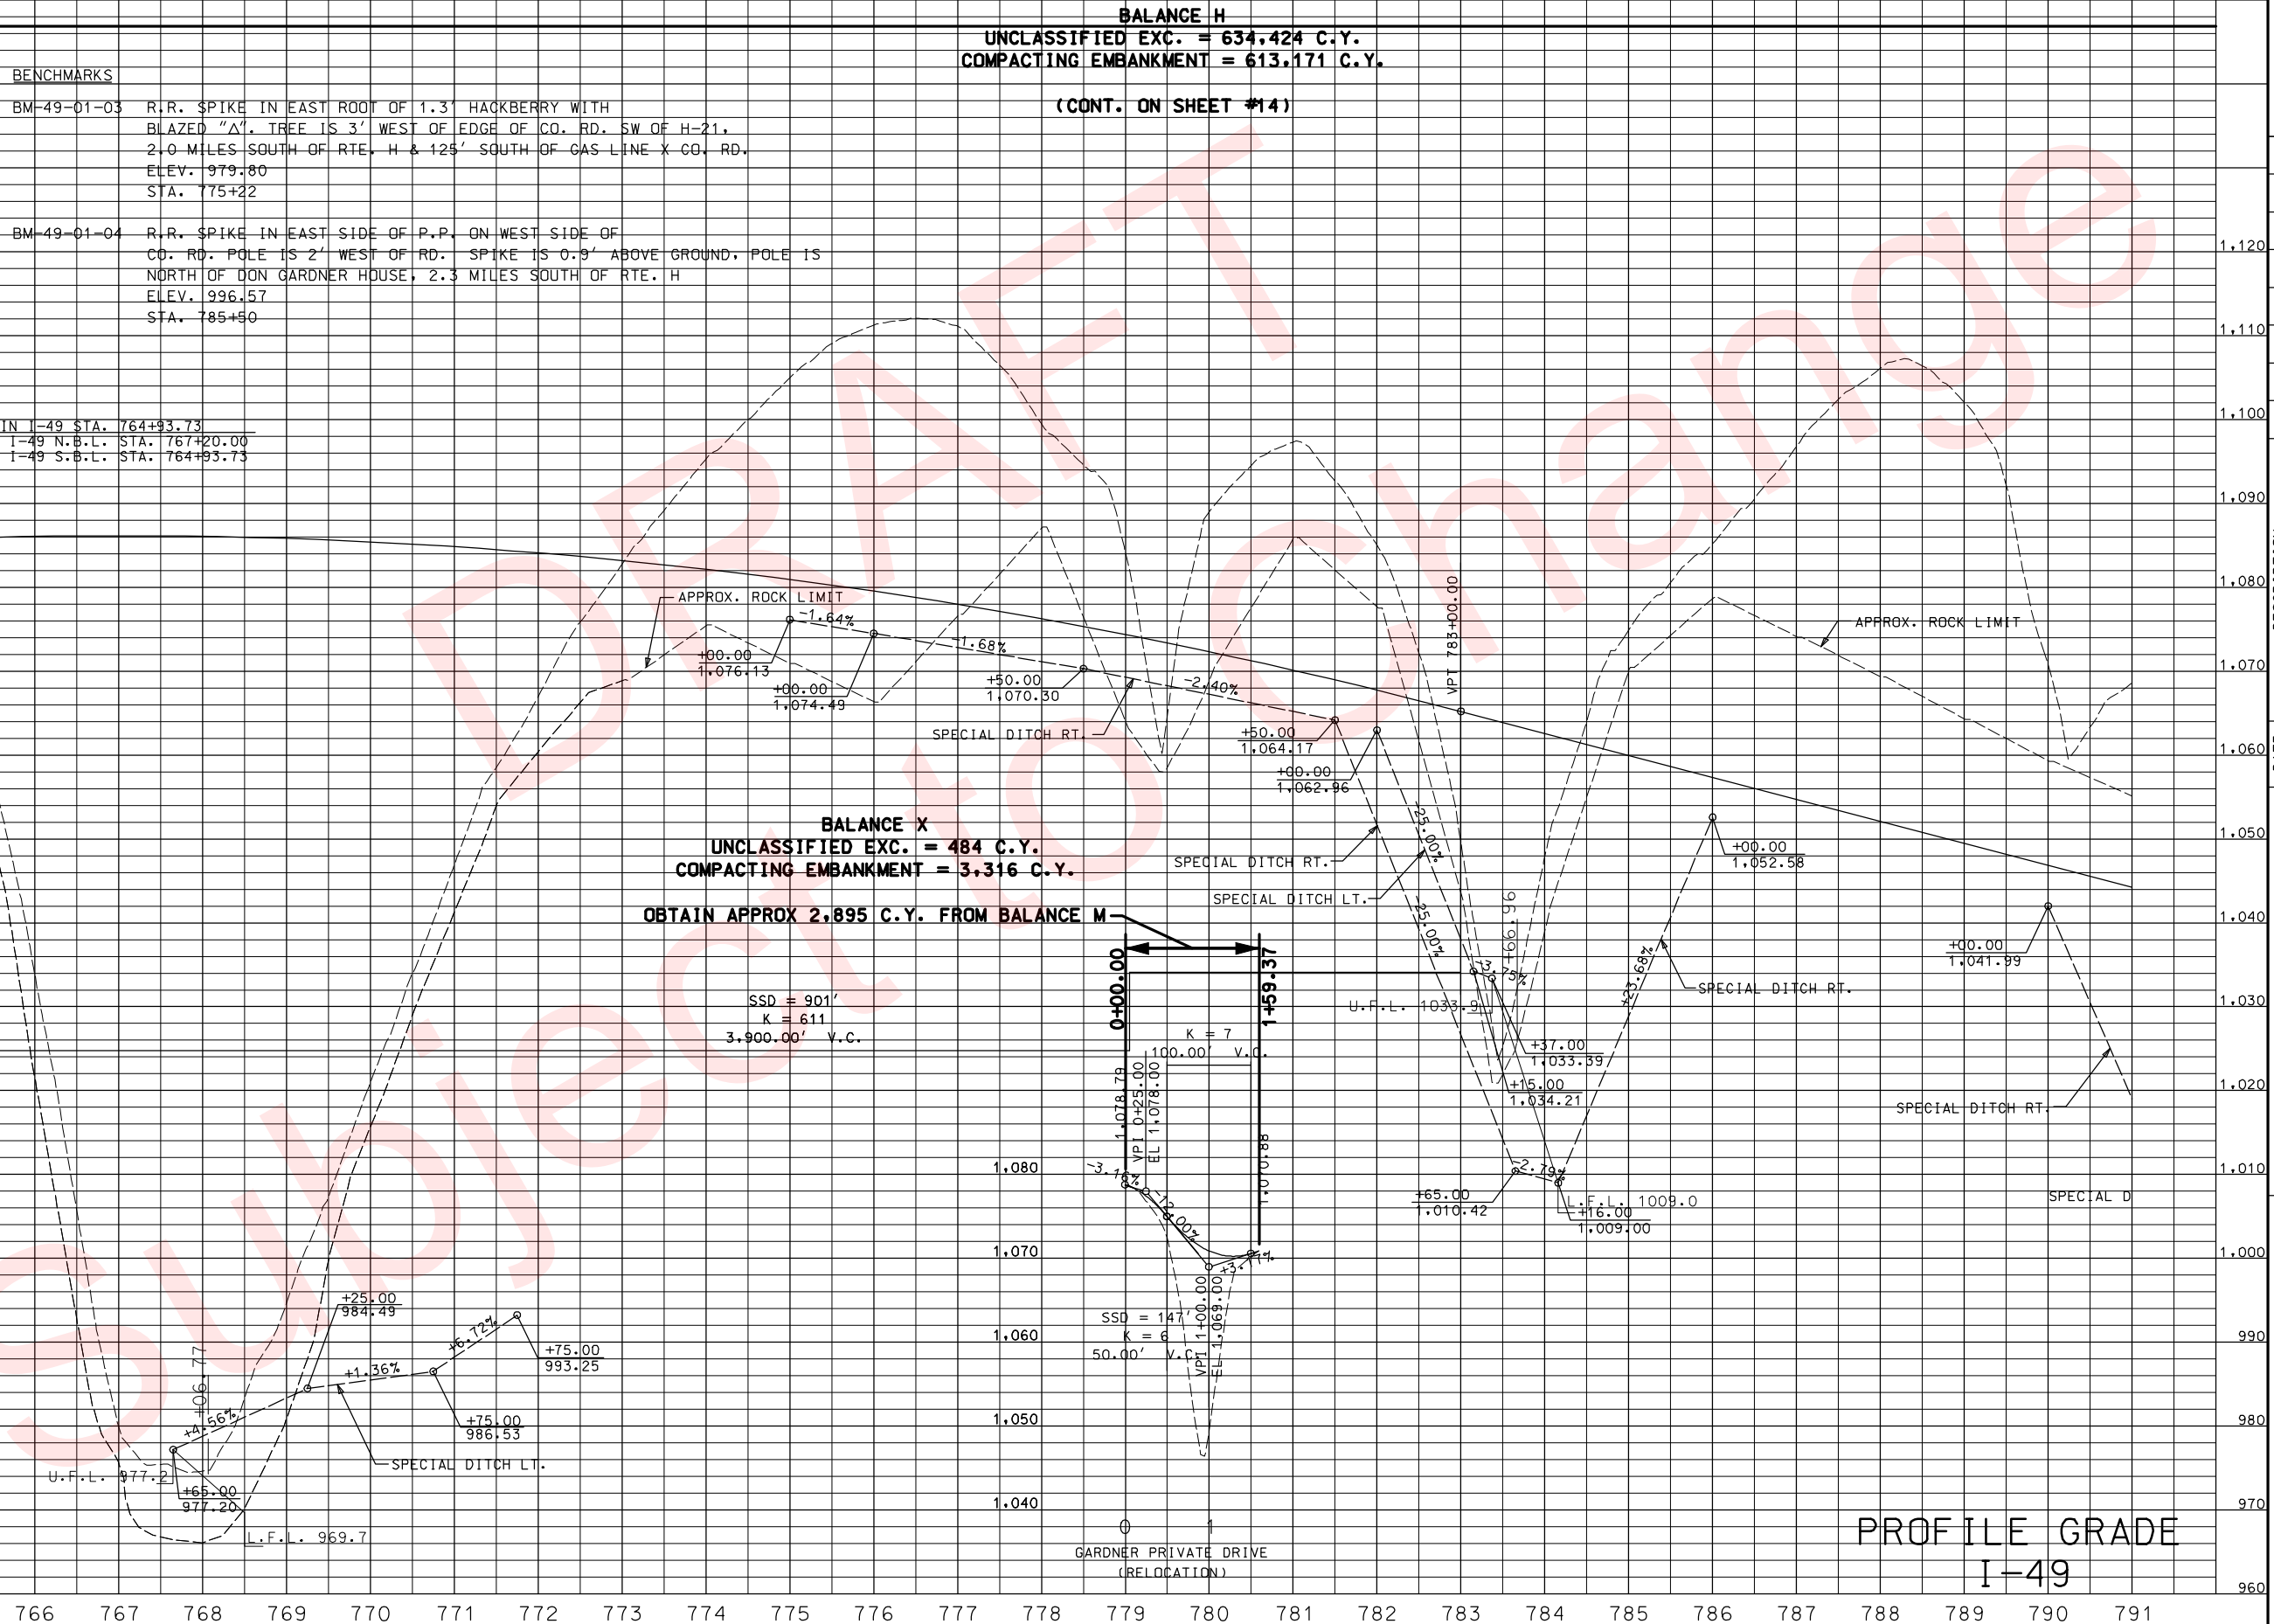 BALANCE H
UNCLASSIFIED EXC. = 634,424 C.Y.
COMPACTING EMBANKMENT = 613,171 C.Y.
(CONT. ON SHEET #14)
BENCHMARKS
BM-49-01-03 R.R. SPIKE IN EAST ROOT OF 1.3' HACKBERRY WITH
BLAZED "Δ". TREE IS 3' WEST OF EDGE OF CO. RD. SW OF H-21,
2.0 MILES SOUTH OF RTE. H & 125' SOUTH OF GAS LINE X CO. RD.
ELEV. 979.80
STA. 775+22
BM-49-01-04 R.R. SPIKE IN EAST SIDE OF P.P. ON WEST SIDE OF
CO. RD. POLE IS 2' WEST OF RD. SPIKE IS 0.9' ABOVE GROUND, POLE IS
NORTH OF DON GARDNER HOUSE, 2.3 MILES SOUTH OF RTE. H
ELEV. 996.57
STA. 785+50
IN I-49 STA. 764+93.73
I-49 N.B.L. STA. 767+20.00
I-49 S.B.L. STA. 764+93.73
DRAFT
Subject to Change
APPROX. ROCK LIMIT
-1.64%
+00.00
1,076.13
+00.00
1,074.49
-1.68%
+50.00
1,070.30
-2.40%
SPECIAL DITCH RT.
+50.00
1,064.17
+00.00
1,062.96
VPT 783+00.00
APPROX. ROCK LIMIT
BALANCE X
UNCLASSIFIED EXC. = 484 C.Y.
COMPACTING EMBANKMENT = 3,316 C.Y.
OBTAIN APPROX 2,895 C.Y. FROM BALANCE M
SPECIAL DITCH RT.
SPECIAL DITCH LT.
-25.00%
-25.00%
+00.00
1,052.58
+66.96
-3.75%
U.F.L. 1033.9
+37.00
1,033.39
+15.00
1,034.21
+23.68%
SPECIAL DITCH RT.
+00.00
1,041.99
SPECIAL DITCH RT.
SPECIAL D
0+00.00
1+59.37
SSD = 901'
K = 611
3,900.00' V.C.
K = 7
100.00' V.C.
1,078.79
VPI 0+25.00
EL 1,078.00
1,070.88
-3.16%
-12.00%
+3.17%
VPI 1+00.00
EL 1,069.00
SSD = 147'
K = 6
50.00' V.C.
-2.79%
+65.00
1,010.42
L.F.L. 1009.0
+16.00
1,009.00
+25.00
984.49
+6.72%
+75.00
993.25
+1.36%
+75.00
986.53
+06.77
+4.56%
SPECIAL DITCH LT.
U.F.L. 977.2
+65.00
977.20
L.F.L. 969.7
1,080
1,070
1,060
1,050
1,040
0 1
GARDNER PRIVATE DRIVE
(RELOCATION)
1,120
1,110
1,100
1,090
1,080
1,070
1,060
1,050
1,040
1,030
1,020
1,010
1,000
990
980
970
960
PROFILE GRADE
I-49
766 767 768 769 770 771 772 773 774 775 776 777 778 779 780 781 782 783 784 785 786 787 788 789 790 791